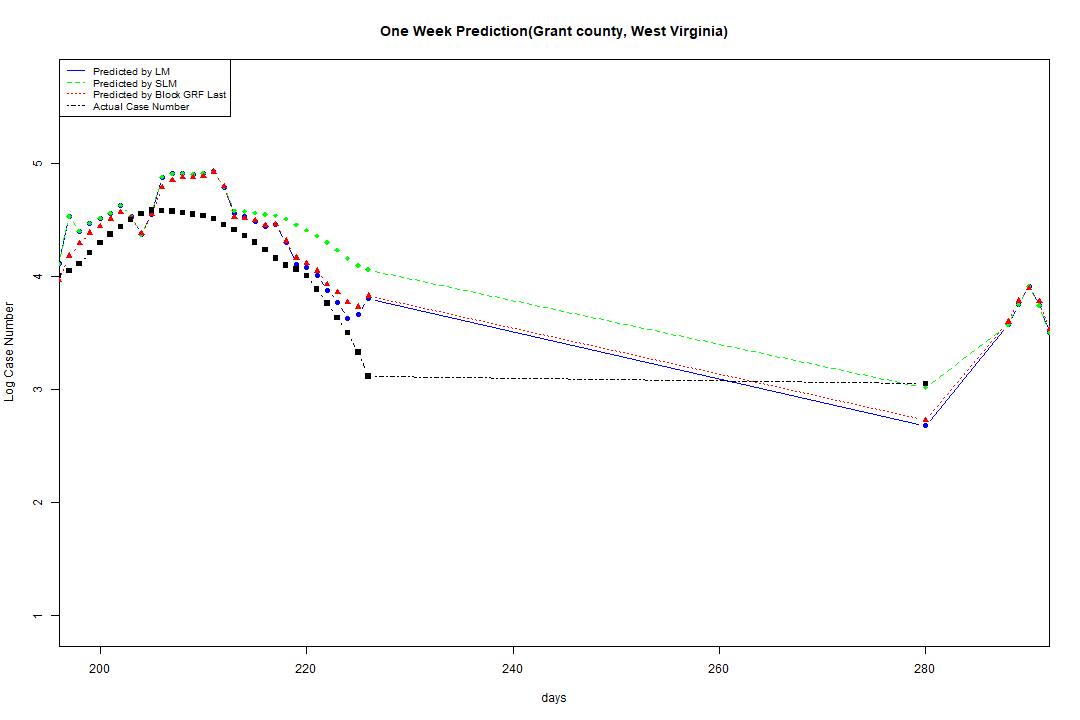 One Week Prediction(Grant county, West Virginia)
Predicted by LM
Predicted by SLM
Predicted by Block GRF Last
Actual Case Number
5
4
3
2
1
Log Case Number
200 220 240 260 280
days